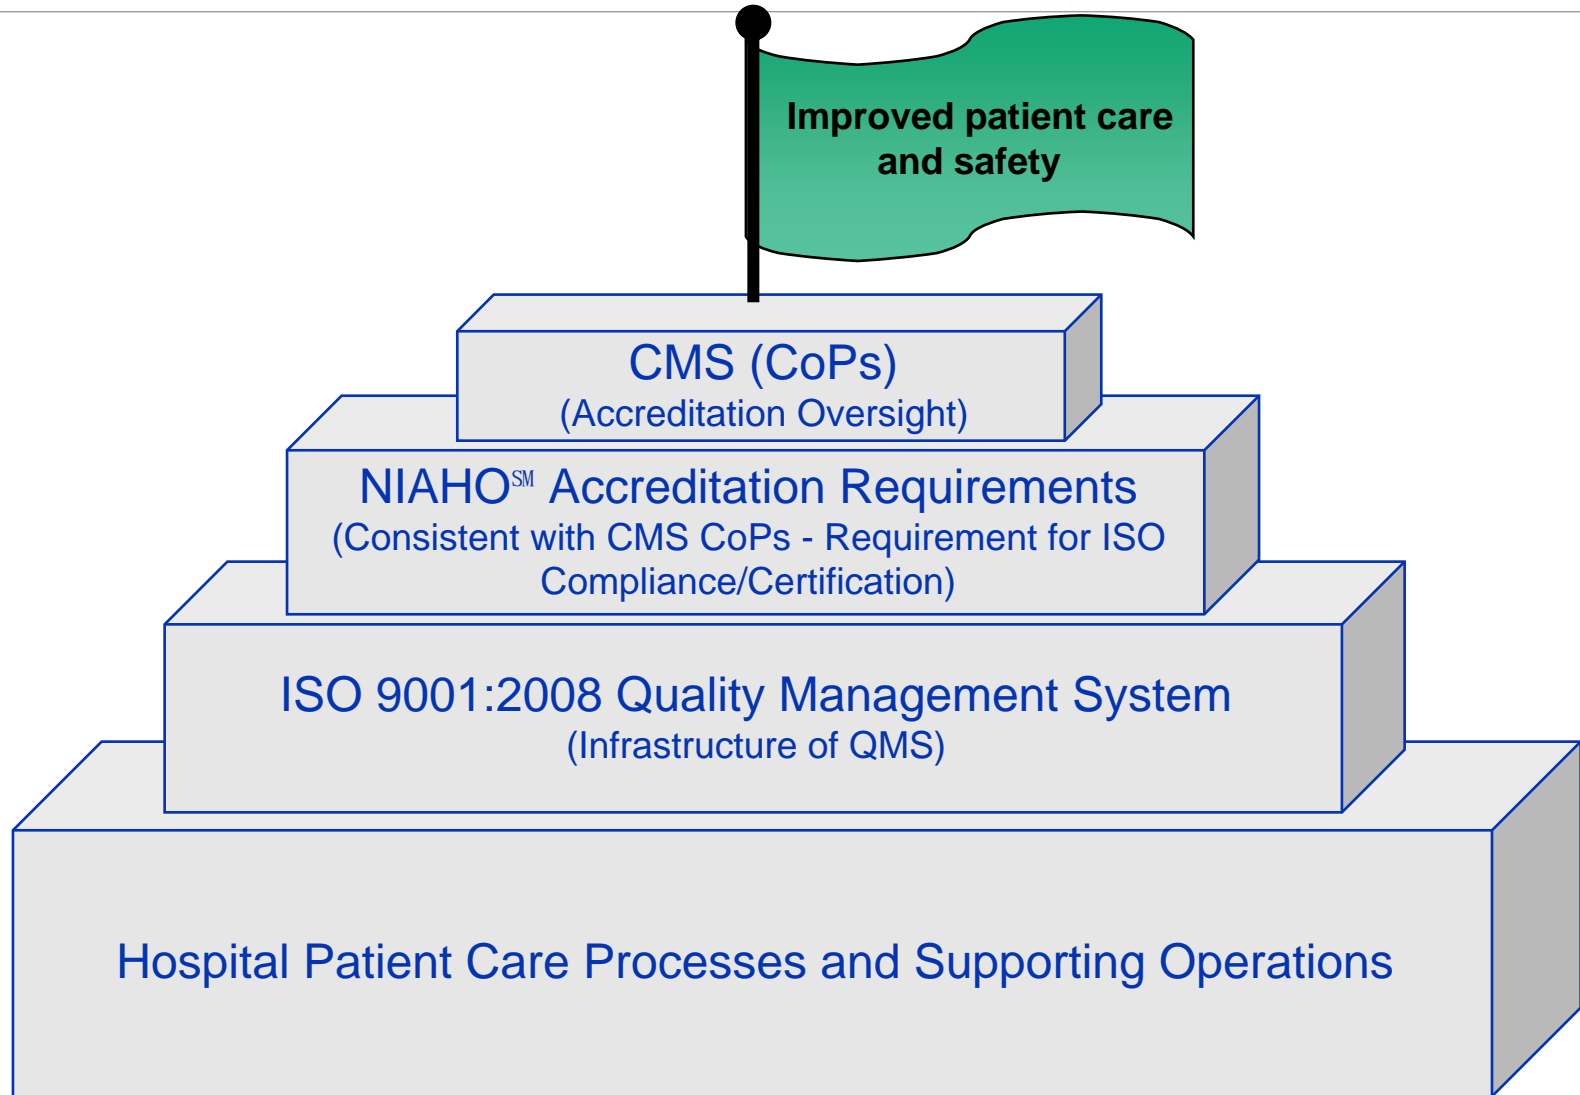 Improved patient care
and safety
CMS (CoPs)
(Accreditation Oversight)
NIAHO℠ Accreditation Requirements
(Consistent with CMS CoPs - Requirement for ISO
Compliance/Certification)
ISO 9001:2008 Quality Management System
(Infrastructure of QMS)
Hospital Patient Care Processes and Supporting Operations